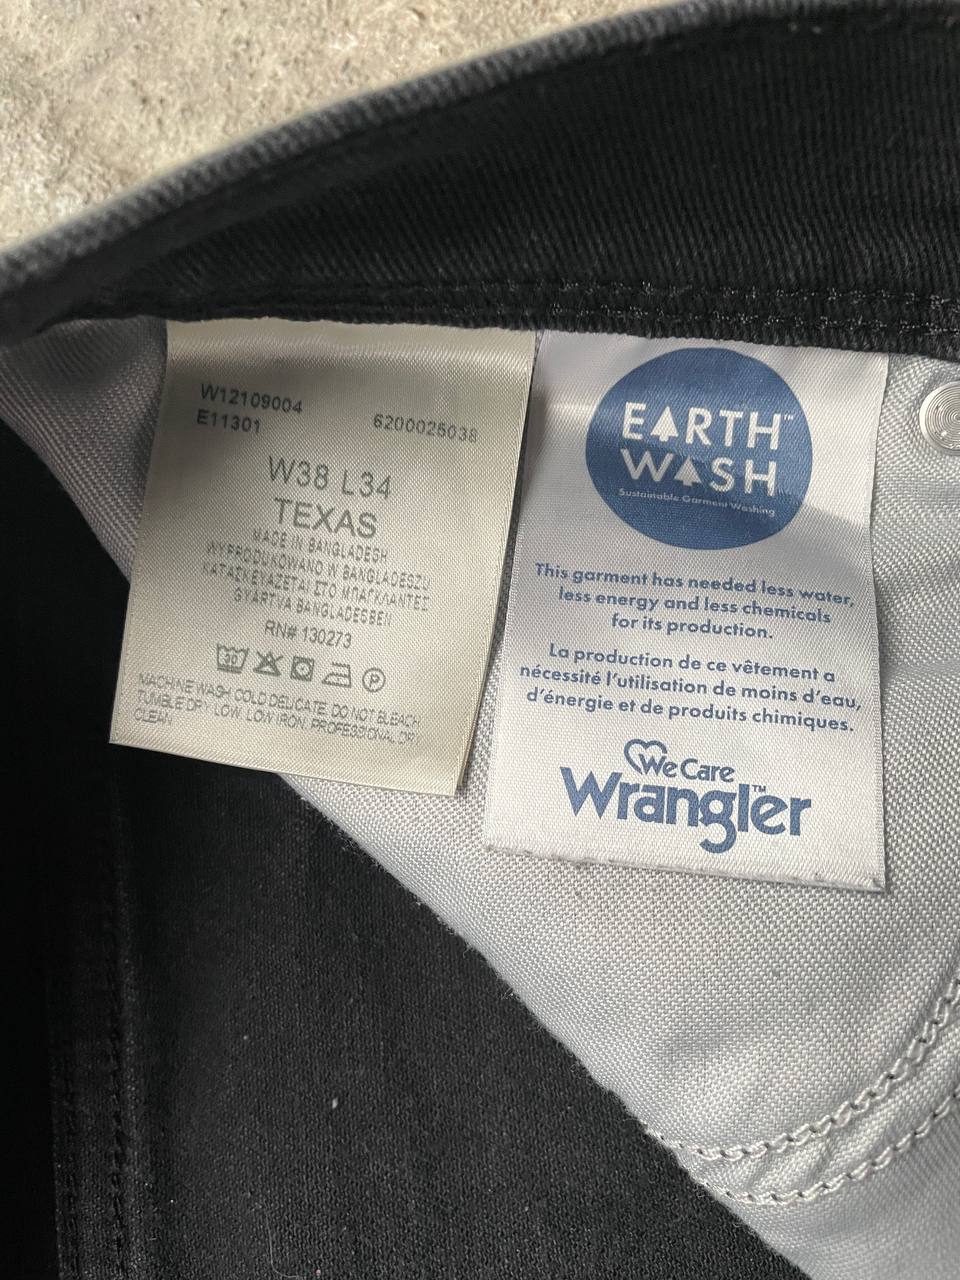 W12109004
E11301
6200025038
W38 L34
TEXAS
MADE IN BANGLADESH
WYPRODUKOWANO W BANGLADESZU
ΚΑΤΑΣΚΕΥΑΖΕΤΑΙ ΣΤΟ ΜΠΑΓΚΛΑΝΤΕΣ
GYÁRTVA BANGLADESBEN
RN# 130273
30
P
MACHINE WASH COLD DELICATE. DO NOT BLEACH.
TUMBLE DRY LOW. LOW IRON. PROFESSIONAL DRY
CLEAN
EARTH™
WASH
Sustainable Garment Washing
This garment has needed less water,
less energy and less chemicals
for its production.
La production de ce vêtement a
nécessité l'utilisation de moins d'eau,
d'énergie et de produits chimiques.
We Care
Wrangler™